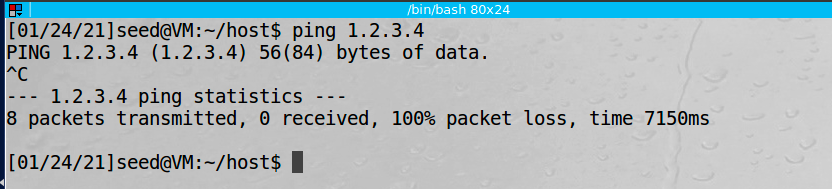 /bin/bash 80x24
[01/24/21]seed@VM:~/host$ ping 1.2.3.4
PING 1.2.3.4 (1.2.3.4) 56(84) bytes of data.
^C
--- 1.2.3.4 ping statistics ---
8 packets transmitted, 0 received, 100% packet loss, time 7150ms
[01/24/21]seed@VM:~/host$